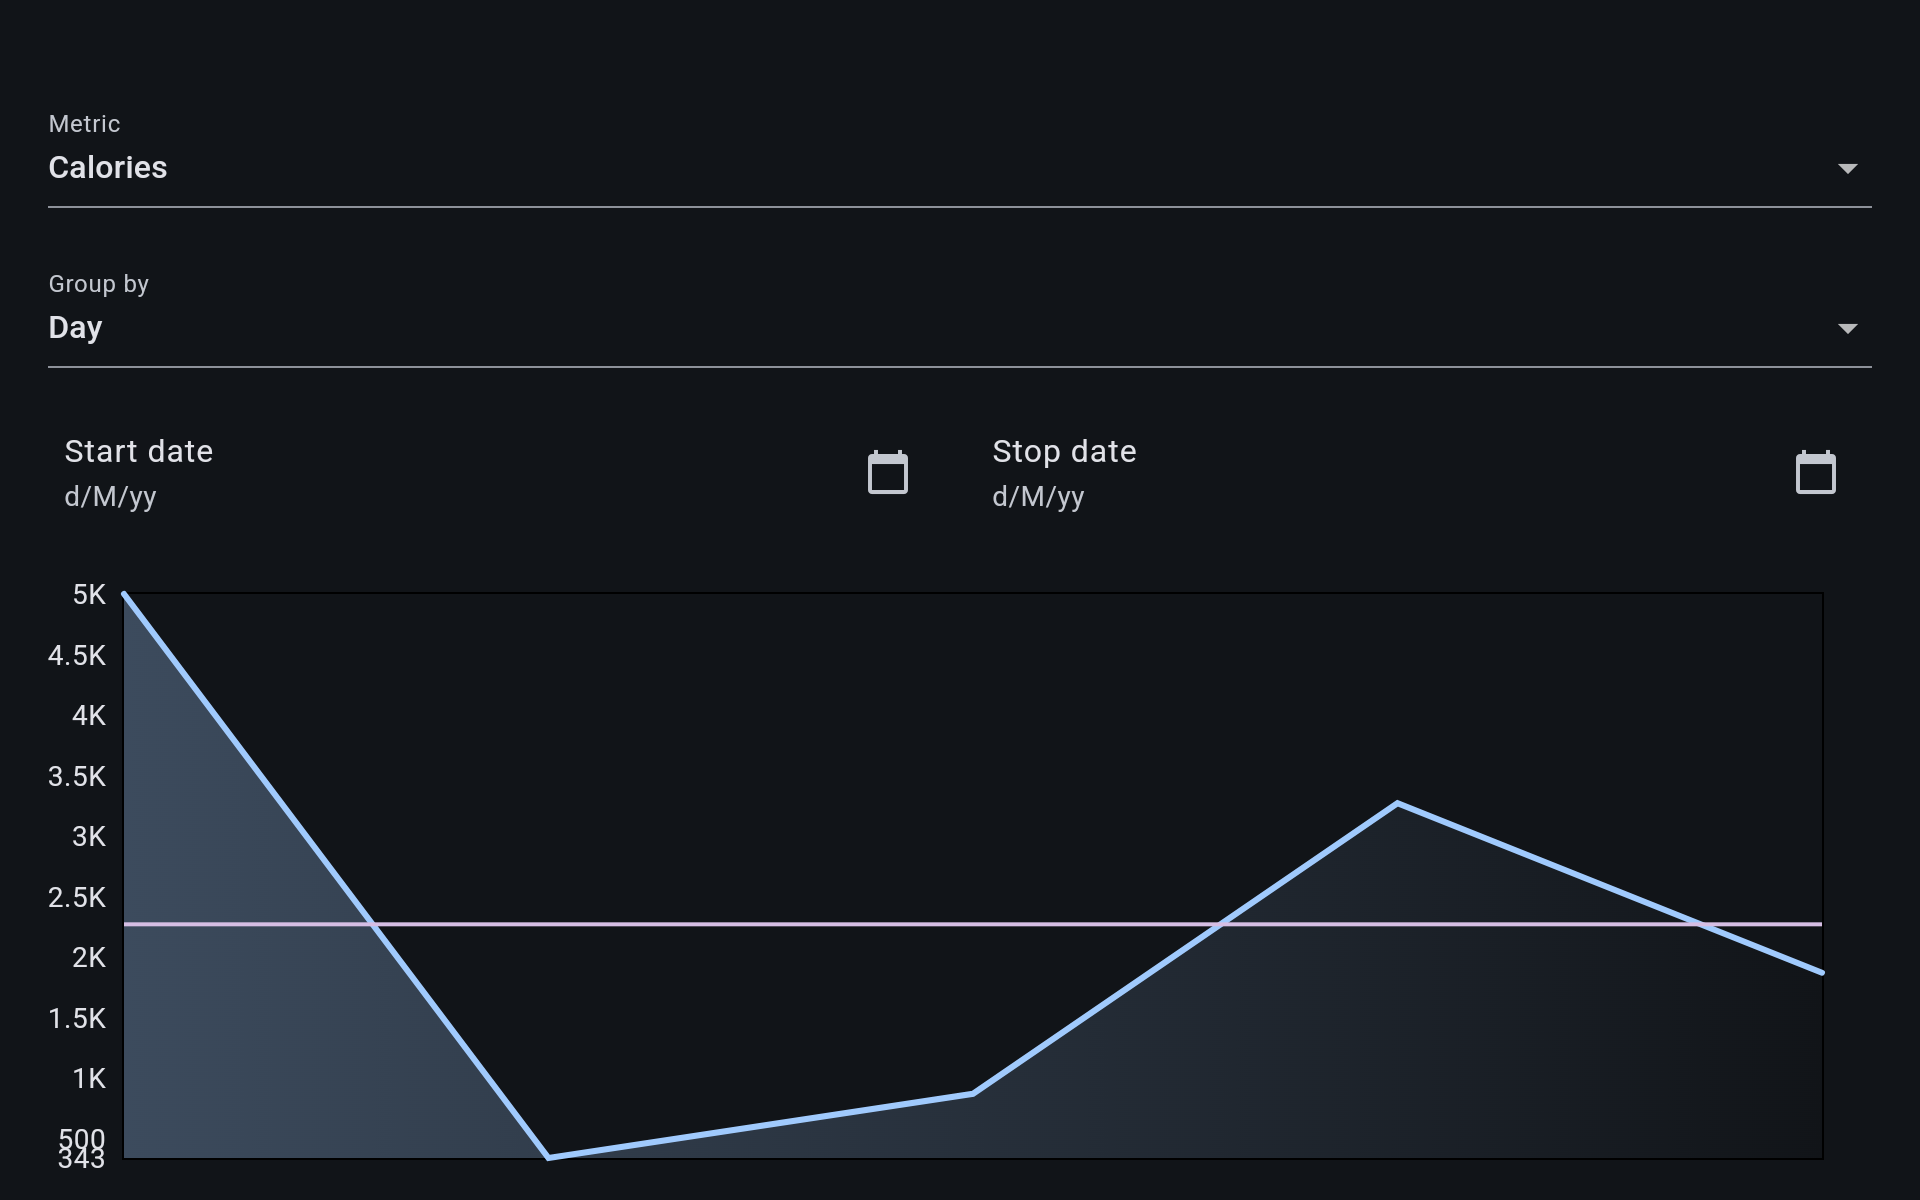 Metric
Calories
Group by
Day
Start date
d/M/yy
Stop date
d/M/yy
5K
4.5K
4K
3.5K
3K
2.5K
2K
1.5K
1K
500
343